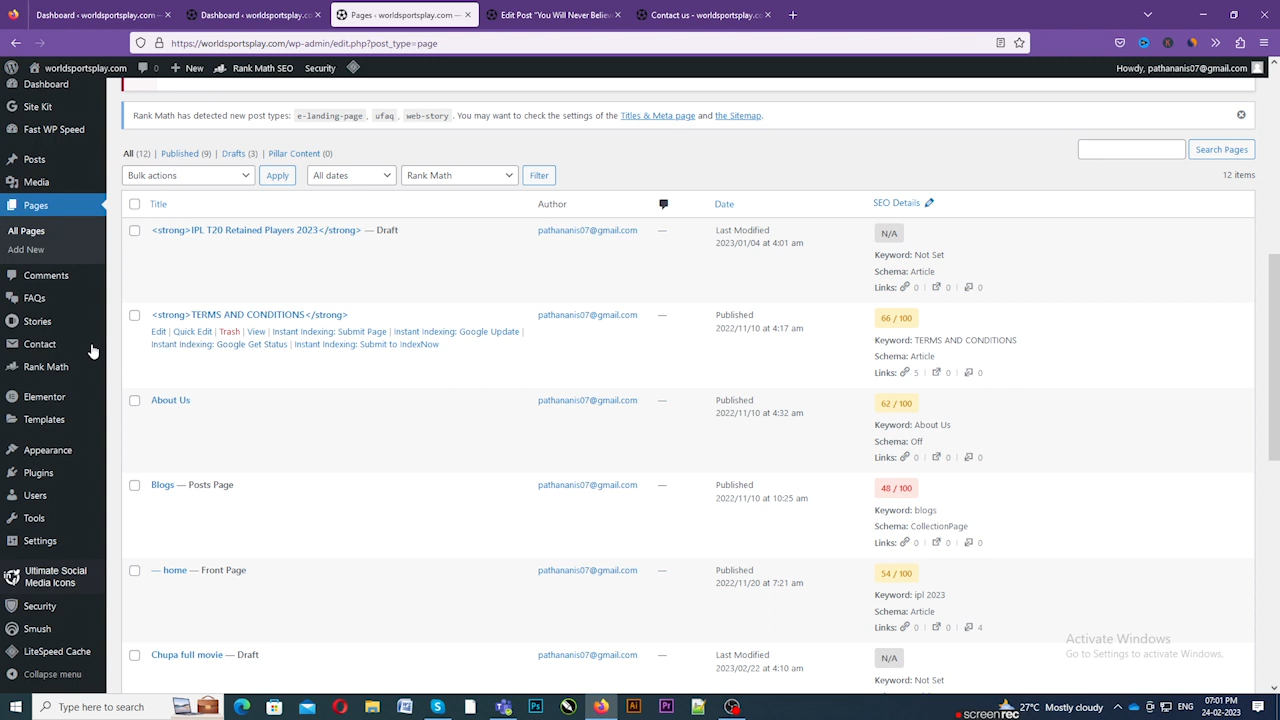 Dashboard ‹ worldsportsplay.co
Pages ‹ worldsportsplay.com —
Edit Post "You Will Never Believ
Contact us - worldsportsplay.co
https://worldsportsplay.com/wp-admin/edit.php?post_type=page
worldsportsplay.com 0 New Rank Math SEO Security
Howdy, pathananis07@gmail.com
Dashboard
Site Kit
WP Mega Speed
Posts
Media
Pages
All Pages
Add New
Comments
FAQs
Stories
Contact
Rank Math
Elementor
Templates
Appearance
Plugins
Users
Tools
Settings
Ultimate Social
Media Icons
Security
Smush
LiteSpeed Cache
Collapse menu
Rank Math has detected new post types: e-landing-page, ufaq, web-story. You may want to check the settings of the Titles & Meta page and the Sitemap.
All (12) | Published (9) | Drafts (3) | Pillar Content (0)
Search Pages
Bulk actions Apply All dates Rank Math Filter
12 items
Title Author Date SEO Details
<strong>IPL T20 Retained Players 2023</strong> — Draft
pathananis07@gmail.com
—
Last Modified
2023/01/04 at 4:01 am
N/A
Keyword: Not Set
Schema: Article
Links: 0 | 0 | 0
<strong>TERMS AND CONDITIONS</strong>
Edit | Quick Edit | Trash | View | Instant Indexing: Submit Page | Instant Indexing: Google Update |
Instant Indexing: Google Get Status | Instant Indexing: Submit to IndexNow
pathananis07@gmail.com
—
Published
2022/11/10 at 4:17 am
66 / 100
Keyword: TERMS AND CONDITIONS
Schema: Article
Links: 5 | 0 | 0
About Us
pathananis07@gmail.com
—
Published
2022/11/10 at 4:32 am
62 / 100
Keyword: About Us
Schema: Off
Links: 0 | 0 | 0
Blogs — Posts Page
pathananis07@gmail.com
—
Published
2022/11/10 at 10:25 am
48 / 100
Keyword: blogs
Schema: CollectionPage
Links: 0 | 0 | 0
— home — Front Page
pathananis07@gmail.com
—
Published
2022/11/20 at 7:21 am
54 / 100
Keyword: ipl 2023
Schema: Article
Links: 0 | 0 | 4
Chupa full movie — Draft
pathananis07@gmail.com
—
Last Modified
2023/02/22 at 4:10 am
N/A
Keyword: Not Set
Activate Windows
Go to Settings to activate Windows.
Type here to search
27°C Mostly cloudy
ENG
07:01 PM
24-02-2023
screenrec